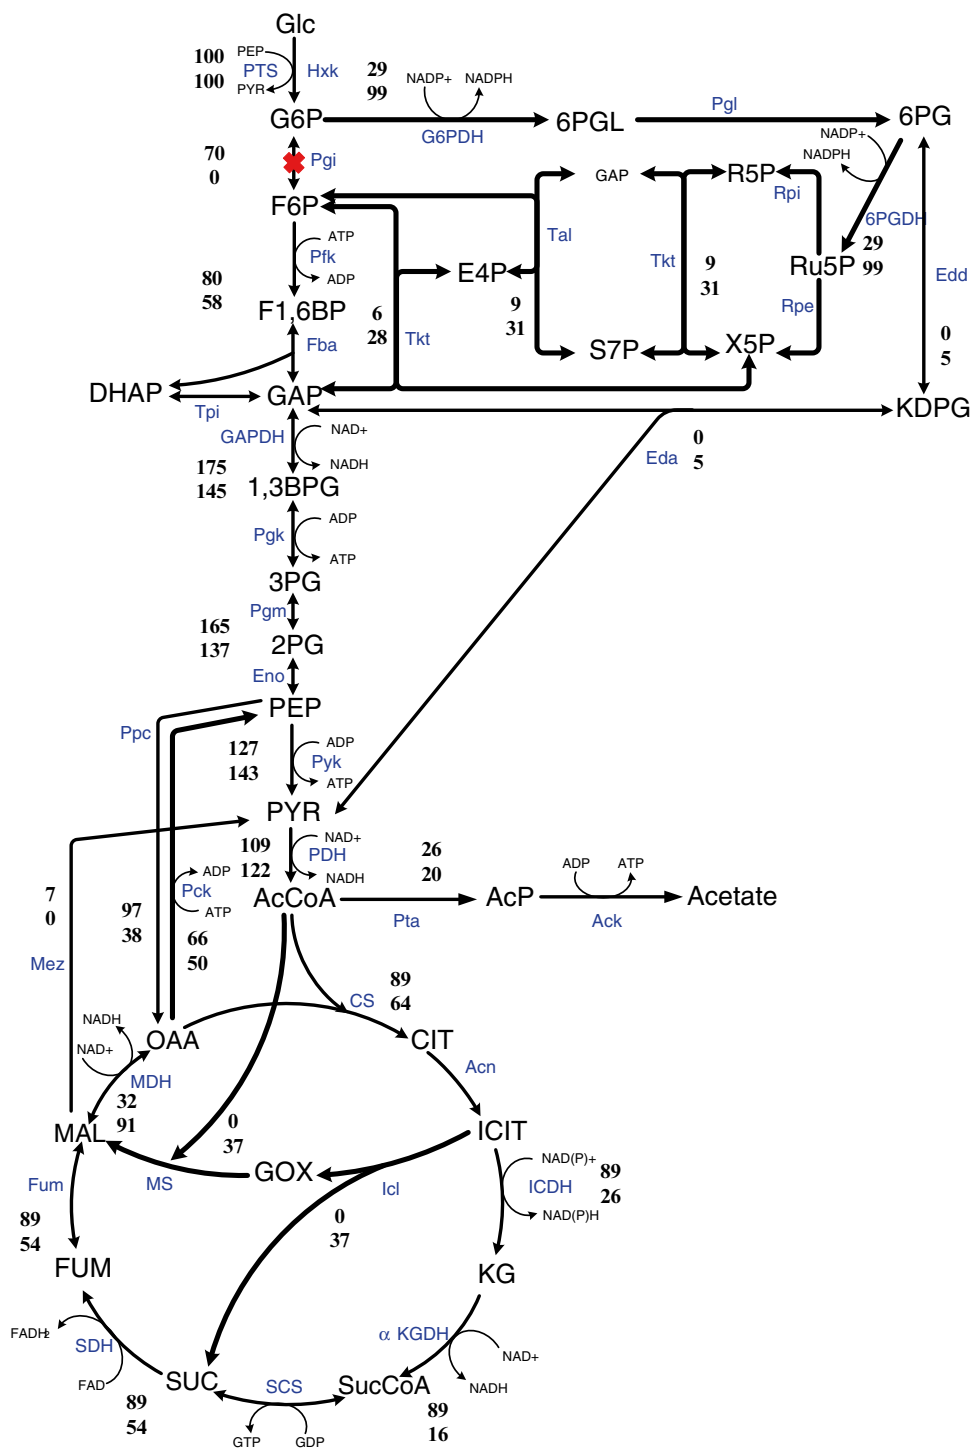 Glc
100
100
PEP
PTS
PYR
Hxk
29
99
NADP+
NADPH
G6P
G6PDH
6PGL
Pgl
6PG
70
0
Pgi
NADP+
NADPH
GAP
R5P
Rpi
6PGDH
29
99
F6P
Tal
Tkt
Ru5P
Edd
ATP
Pfk
ADP
E4P
9
31
80
58
F1,6BP
6
28
Tkt
9
31
Rpe
0
5
Fba
S7P
X5P
DHAP
Tpi
GAP
KDPG
GAPDH
NAD+
NADH
Eda
0
5
175
145
1,3BPG
ADP
Pgk
ATP
3PG
Pgm
165
137
2PG
Eno
PEP
Ppc
127
143
ADP
Pyk
ATP
PYR
109
122
NAD+
PDH
NADH
26
20
7
0
ADP
Pck
ATP
AcCoA
Pta
AcP
ADP
ATP
Ack
Acetate
97
38
66
50
Mez
89
64
CS
NADH
NAD+
OAA
CIT
MDH
Acn
32
91
MAL
0
37
ICIT
MS
GOX
Icl
NAD(P)+
ICDH
NAD(P)H
89
26
Fum
89
54
0
37
FUM
KG
FADH2
SDH
FAD
α KGDH
NAD+
NADH
SUC
SCS
SucCoA
89
54
GTP
GDP
89
16